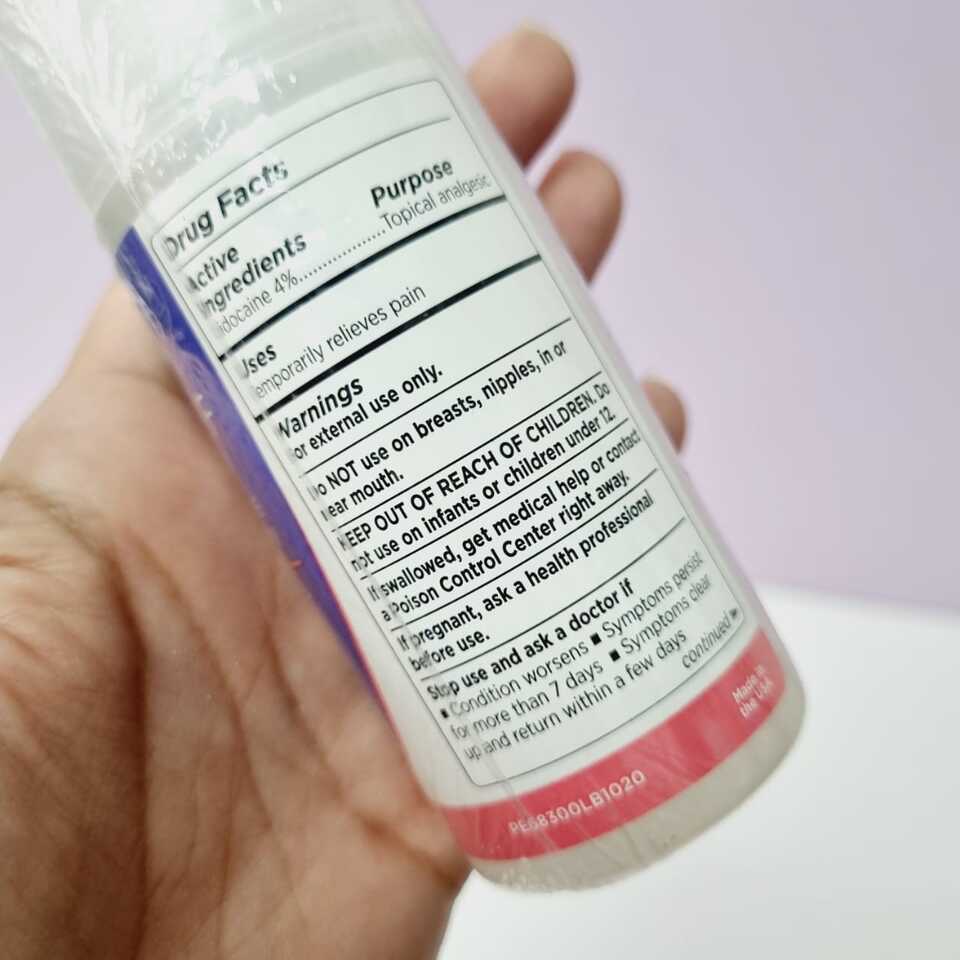 Drug Facts
Active
Ingredients
Purpose
Lidocaine 4%..................Topical analgesic
Uses
Temporarily relieves pain
Warnings
For external use only.
Do NOT use on breasts, nipples, in or
near mouth.
KEEP OUT OF REACH OF CHILDREN. Do
not use on infants or children under 12.
If swallowed, get medical help or contact
a Poison Control Center right away.
If pregnant, ask a health professional
before use.
Stop use and ask a doctor if
▪ Condition worsens ▪ Symptoms persist
for more than 7 days ▪ Symptoms clear
up and return within a few days
continued
Made in
the USA
PE68300LB1020